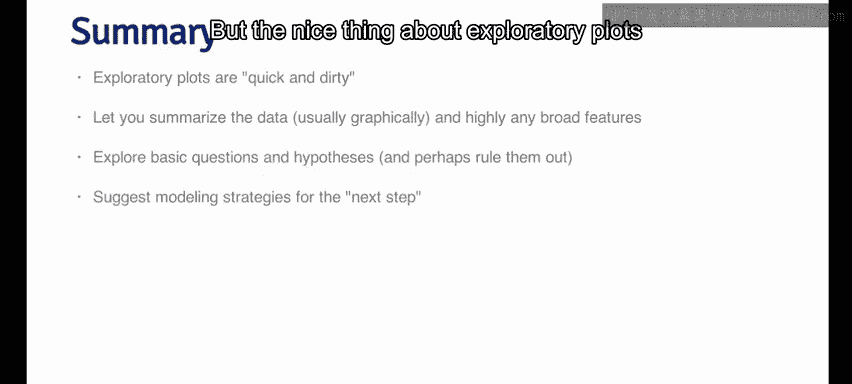 Summary
But the nice thing about exploratory plots
· Exploratory plots are "quick and dirty"
· Let you summarize the data (usually graphically) and highly any broad features
· Explore basic questions and hypotheses (and perhaps rule them out)
· Suggest modeling strategies for the "next step"